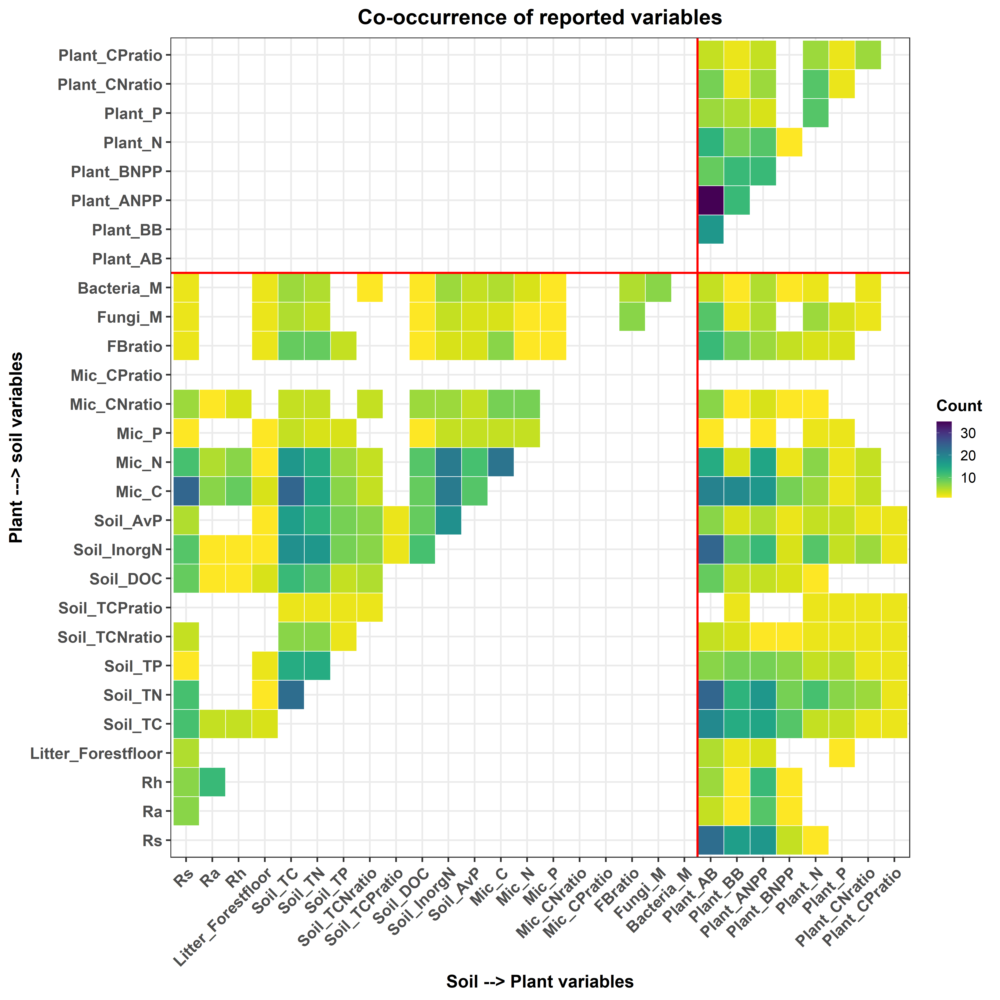 Co-occurrence of reported variables
Plant_CPratio
Plant_CNratio
Plant_P
Plant_N
Plant_BNPP
Plant_ANPP
Plant_BB
Plant_AB
Bacteria_M
Fungi_M
FBratio
Mic_CPratio
Mic_CNratio
Mic_P
Mic_N
Mic_C
Soil_AvP
Soil_InorgN
Soil_DOC
Soil_TCPratio
Soil_TCNratio
Soil_TP
Soil_TN
Soil_TC
Litter_Forestfloor
Rh
Ra
Rs
Plant ---> soil variables
Rs
Ra
Rh
Litter_Forestfloor
Soil_TC
Soil_TN
Soil_TP
Soil_TCNratio
Soil_TCPratio
Soil_DOC
Soil_InorgN
Soil_AvP
Mic_C
Mic_N
Mic_P
Mic_CNratio
Mic_CPratio
FBratio
Fungi_M
Bacteria_M
Plant_AB
Plant_BB
Plant_ANPP
Plant_BNPP
Plant_N
Plant_P
Plant_CNratio
Plant_CPratio
Soil --> Plant variables
Count
30
20
10